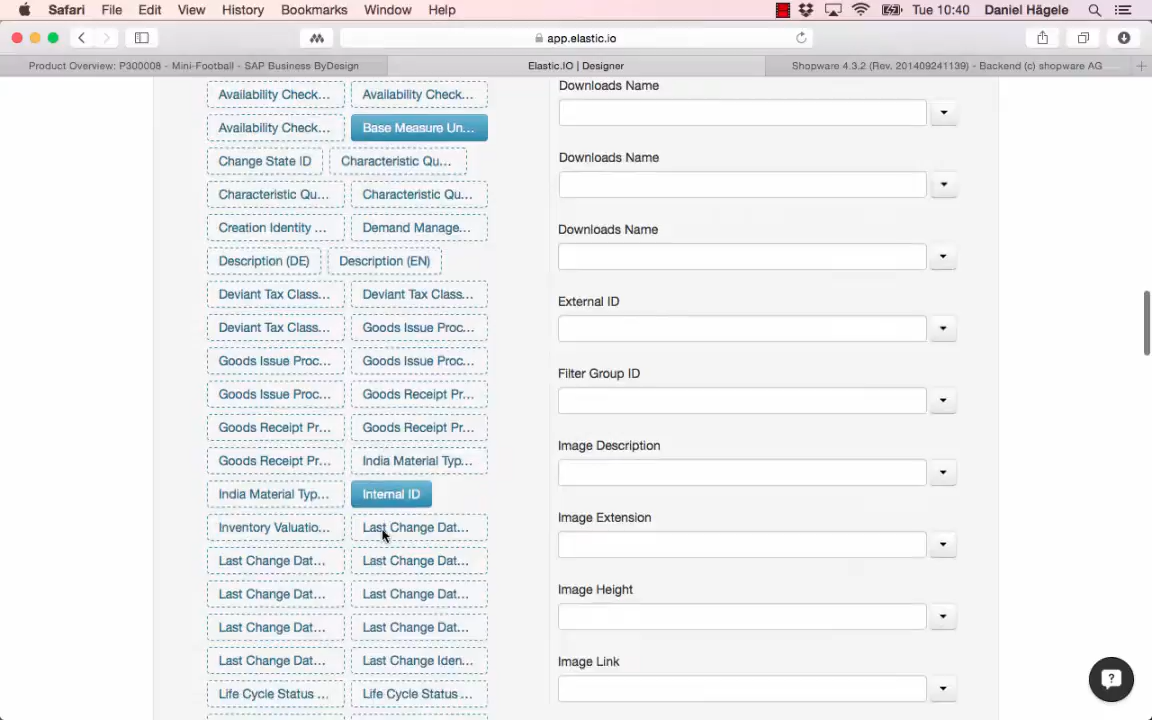 Safari File Edit View History Bookmarks Window Help Tue 10:40 Daniel Hägele
app.elastic.io
Product Overview: P300008 - Mini-Football - SAP Business ByDesign Elastic.IO | Designer Shopware 4.3.2 (Rev. 201409241139) - Backend (c) shopware AG
Availability Check... Availability Check...
Availability Check... Base Measure Un...
Change State ID Characteristic Qu...
Characteristic Qu... Characteristic Qu...
Creation Identity ... Demand Manage...
Description (DE) Description (EN)
Deviant Tax Class... Deviant Tax Class...
Deviant Tax Class... Goods Issue Proc...
Goods Issue Proc... Goods Issue Proc...
Goods Issue Proc... Goods Receipt Pr...
Goods Receipt Pr... Goods Receipt Pr...
Goods Receipt Pr... India Material Typ...
India Material Typ... Internal ID
Inventory Valuatio... Last Change Dat...
Last Change Dat... Last Change Dat...
Last Change Dat... Last Change Dat...
Last Change Dat... Last Change Dat...
Last Change Dat... Last Change Iden...
Life Cycle Status ... Life Cycle Status ...
Downloads Name
Downloads Name
Downloads Name
External ID
Filter Group ID
Image Description
Image Extension
Image Height
Image Link